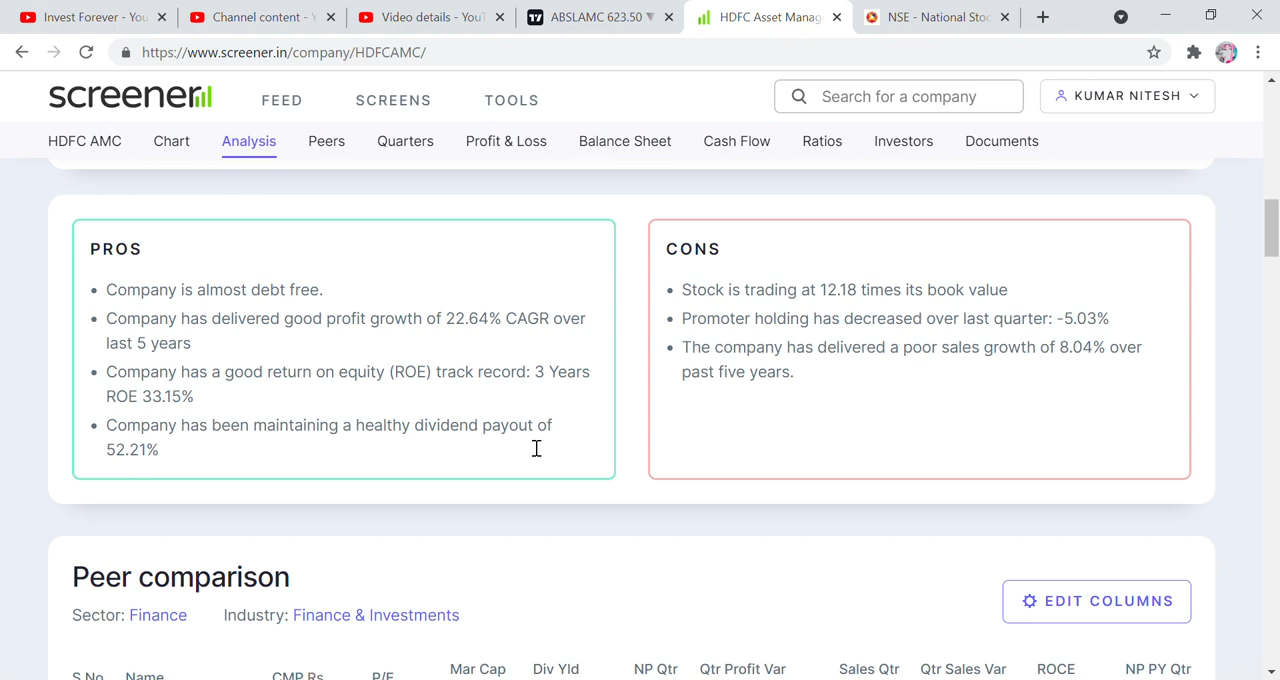 Invest Forever - You
Channel content - Y
Video details - YouT
ABSLAMC 623.50 ▼
HDFC Asset Manag
NSE - National Stoc
https://www.screener.in/company/HDFCAMC/
screener
FEED
SCREENS
TOOLS
Search for a company
KUMAR NITESH
HDFC AMC
Chart
Analysis
Peers
Quarters
Profit & Loss
Balance Sheet
Cash Flow
Ratios
Investors
Documents
PROS
• Company is almost debt free.
• Company has delivered good profit growth of 22.64% CAGR over
last 5 years
• Company has a good return on equity (ROE) track record: 3 Years
ROE 33.15%
• Company has been maintaining a healthy dividend payout of
52.21%
CONS
• Stock is trading at 12.18 times its book value
• Promoter holding has decreased over last quarter: -5.03%
• The company has delivered a poor sales growth of 8.04% over
past five years.
Peer comparison
Sector: Finance
Industry: Finance & Investments
EDIT COLUMNS
S.No.
Name
CMP Rs.
P/E
Mar Cap
Div Yld
NP Qtr
Qtr Profit Var
Sales Qtr
Qtr Sales Var
ROCE
NP PY Qtr